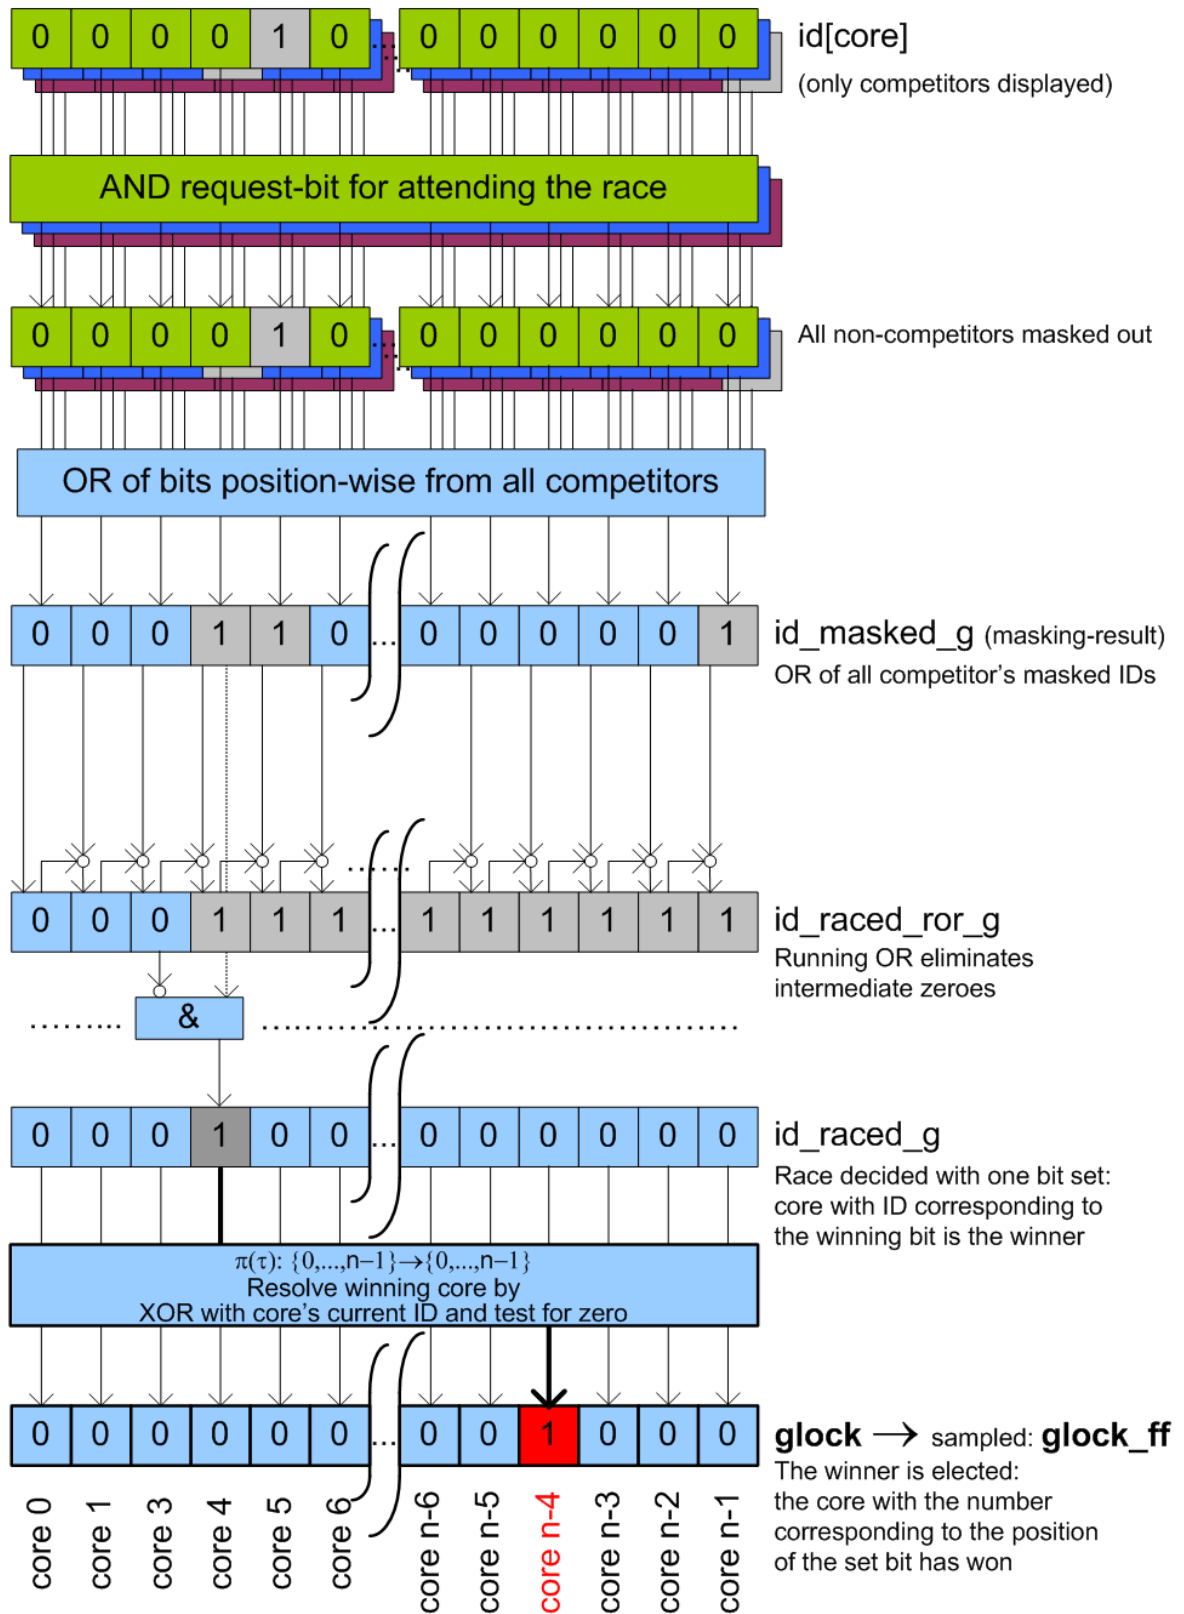 0 0 0 0 1 0 ... 0 0 0 0 0 0 id[core]
(only competitors displayed)
AND request-bit for attending the race
0 0 0 0 1 0 ... 0 0 0 0 0 0 All non-competitors masked out
OR of bits position-wise from all competitors
0 0 0 1 1 0 ... 0 0 0 0 0 1 id_masked_g (masking-result)
OR of all competitor's masked IDs
0 0 0 1 1 1 ... 1 1 1 1 1 1 id_raced_ror_g
Running OR eliminates
intermediate zeroes
&
0 0 0 1 0 0 ... 0 0 0 0 0 0 id_raced_g
Race decided with one bit set:
core with ID corresponding to
the winning bit is the winner
π(τ): {0,...,n−1}→{0,...,n−1}
Resolve winning core by
XOR with core's current ID and test for zero
0 0 0 0 0 0 ... 0 0 1 0 0 0 glock → sampled: glock_ff
The winner is elected:
the core with the number
corresponding to the position
of the set bit has won
core 0
core 1
core 3
core 4
core 5
core 6
core n-6
core n-5
core n-4
core n-3
core n-2
core n-1